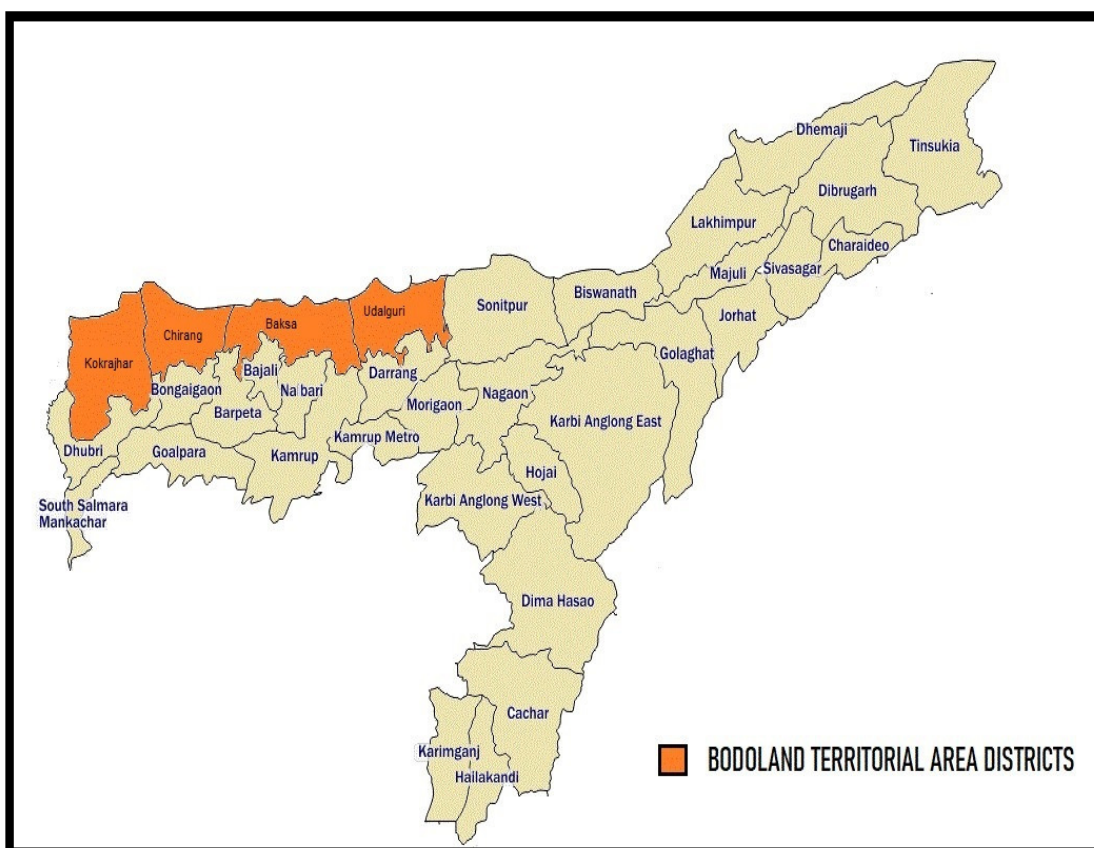 Dhemaji
Tinsukia
Dibrugarh
Lakhimpur
Charaideo
Majuli
Sivasagar
Sonitpur
Biswanath
Jorhat
Udalguri
Baksa
Chirang
Kokrajhar
Golaghat
Darrang
Bajali
Bongaigaon
Nalbari
Nagaon
Morigaon
Barpeta
Karbi Anglong East
Kamrup Metro
Dhubri
Goalpara
Kamrup
Hojai
Karbi Anglong West
South Salmara
Mankachar
Dima Hasao
Cachar
Karimganj
Hailakandi
BODOLAND TERRITORIAL AREA DISTRICTS